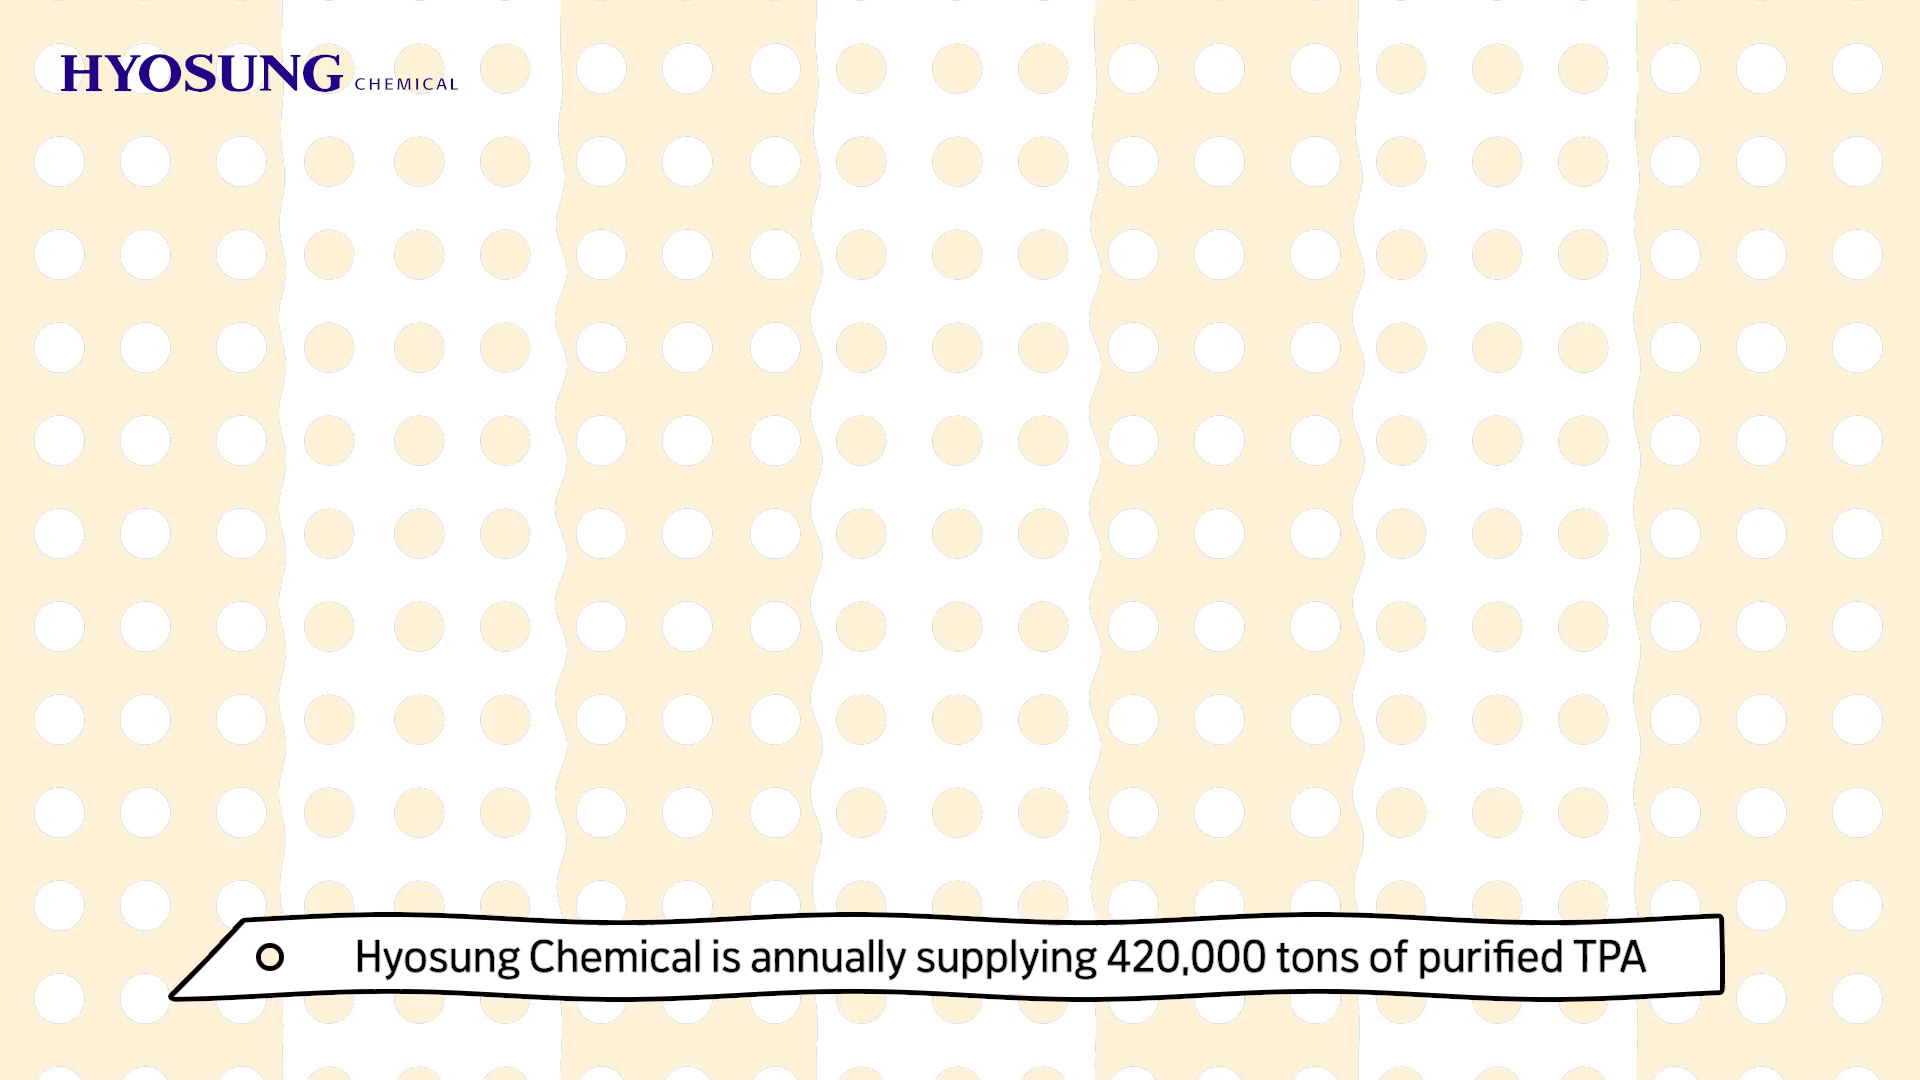 HYOSUNG CHEMICAL
Hyosung Chemical is annually supplying 420,000 tons of purified TPA